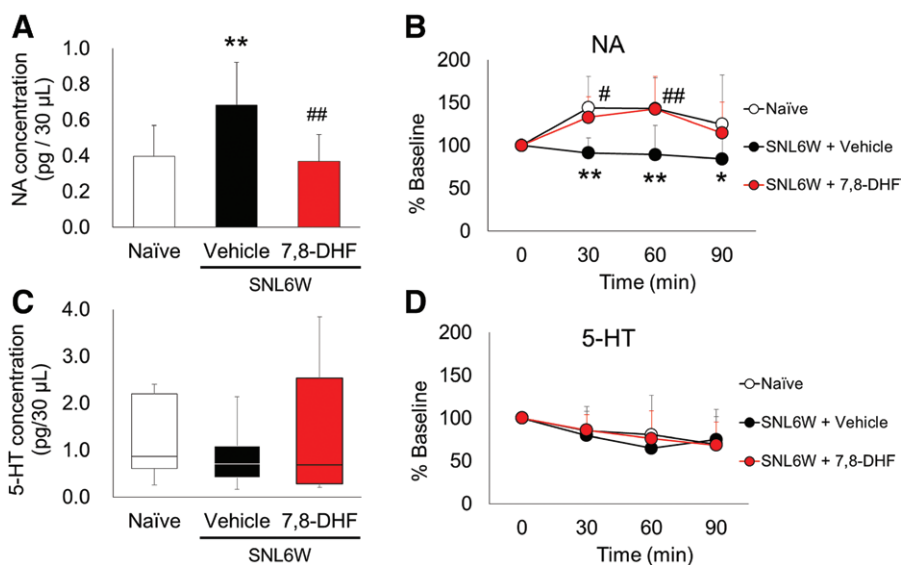 A
NA concentration
(pg / 30 µL)
1.0
0.8
0.6
0.4
0.2
0.0
**
##
Naïve
Vehicle
7,8-DHF
SNL6W
B
NA
% Baseline
200
150
100
50
0
#
##
**
**
*
0
30
60
90
Time (min)
Naïve
SNL6W + Vehicle
SNL6W + 7,8-DHF
C
5-HT concentration
(pg/30 µL)
4.0
3.0
2.0
1.0
0.0
Naïve
Vehicle
7,8-DHF
SNL6W
D
5-HT
% Baseline
200
150
100
50
0
0
30
60
90
Time (min)
Naïve
SNL6W + Vehicle
SNL6W + 7,8-DHF